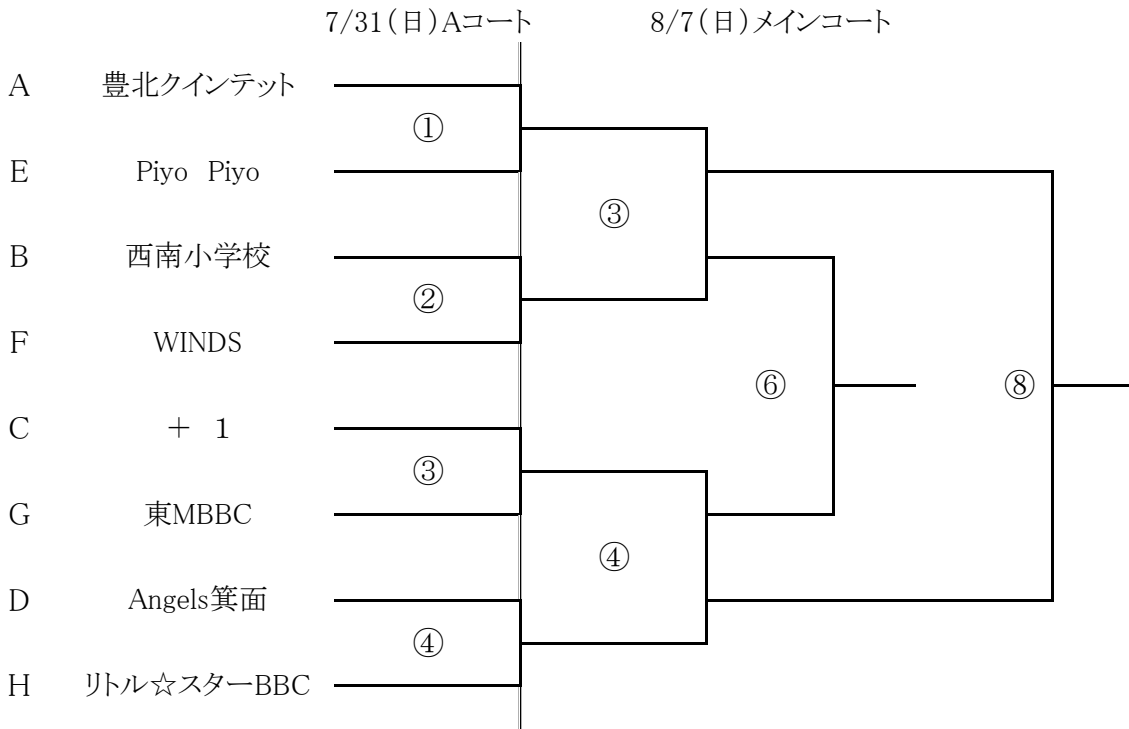 7/31(日)Aコート 8/7(日)メインコート
A 豊北クインテット
①
E Piyo Piyo
③
B 西南小学校
②
F WINDS
⑥ ⑧
C + 1
③
G 東MBBC
④
D Angels箕面
④
H リトル☆スターBBC